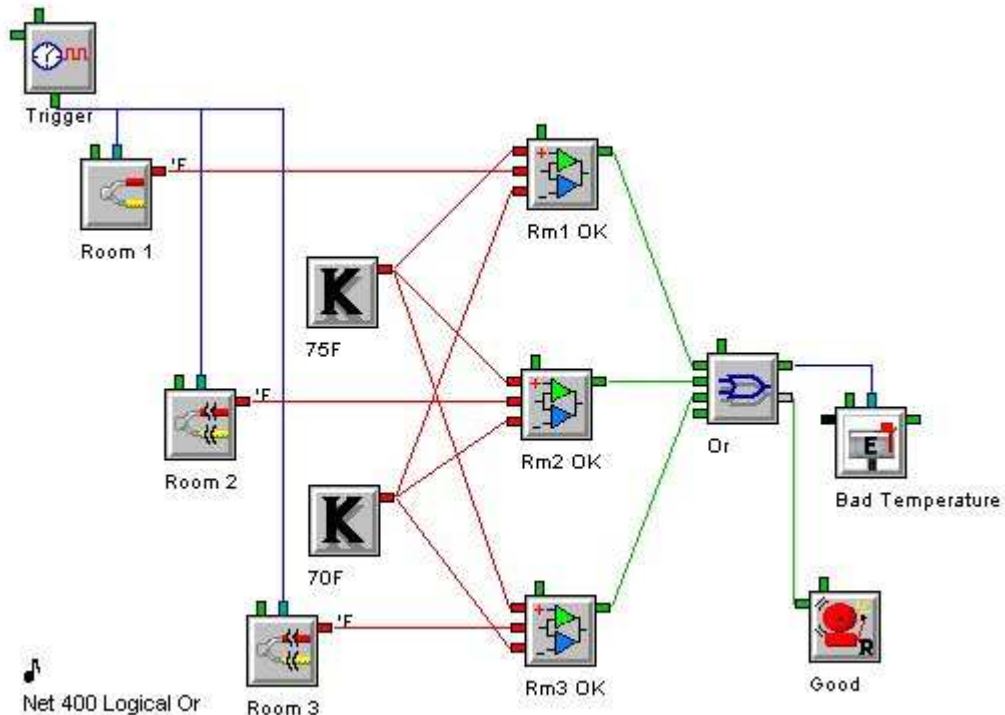 Trigger
'F
Room 1
+
Rm1 OK
K
75F
'F
Room 2
+
Rm2 OK
Or
E
Bad Temperature
K
70F
'F
Room 3
+
Rm3 OK
R
Good
Net 400 Logical Or